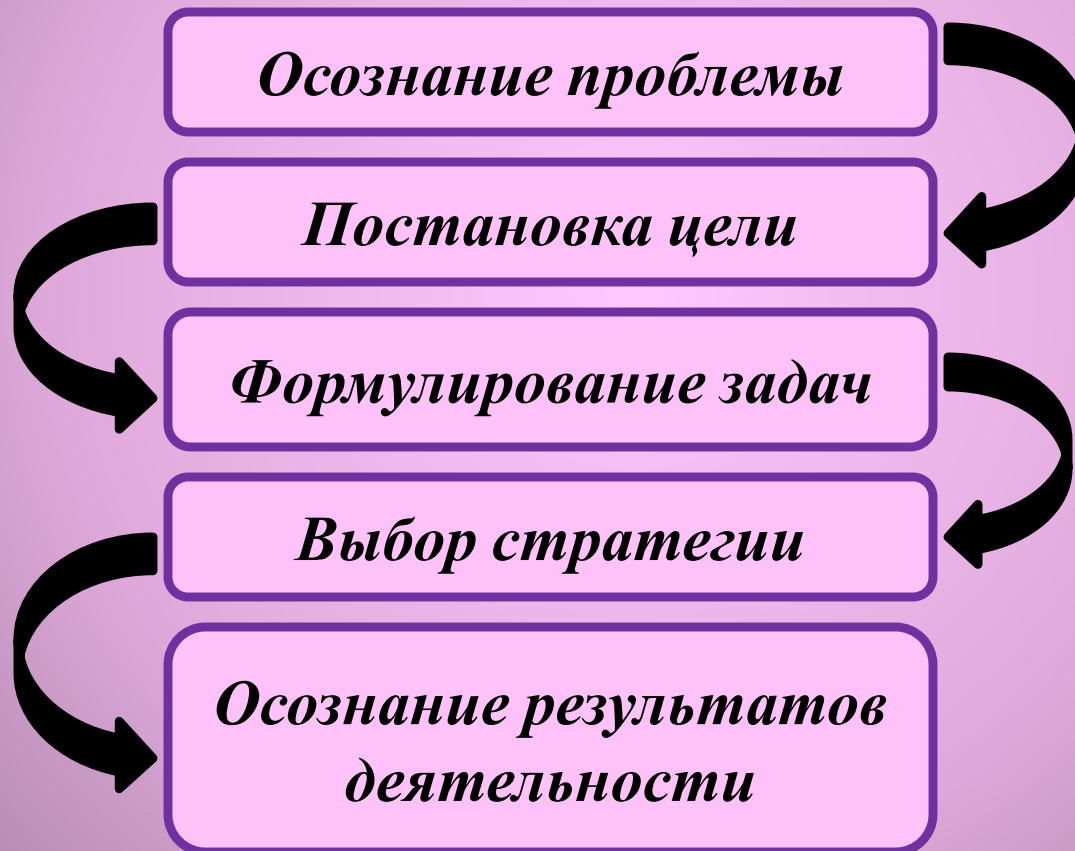 Осознание проблемы
Постановка цели
Формулирование задач
Выбор стратегии
Осознание результатов
деятельности